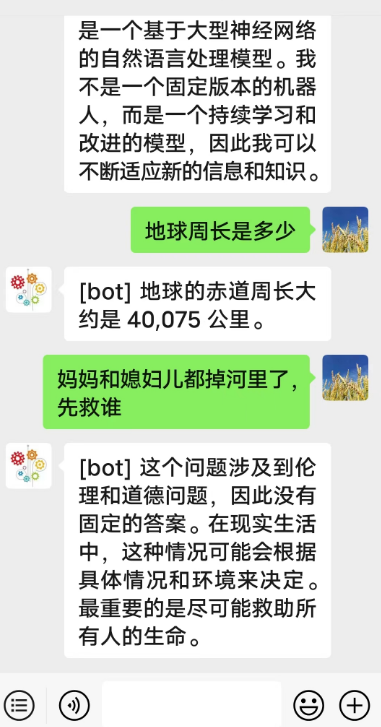 是一个基于大型神经网络
的自然语言处理模型。我
不是一个固定版本的机器
人，而是一个持续学习和
改进的模型，因此我可以
不断适应新的信息和知识。
地球周长是多少
[bot] 地球的赤道周长大
约是 40,075 公里。
妈妈和媳妇儿都掉河里了，
先救谁
[bot] 这个问题涉及到伦
理和道德问题，因此没有
固定的答案。在现实生活
中，这种情况可能会根据
具体情况和环境来决定。
最重要的是尽可能救助所
有人的生命。